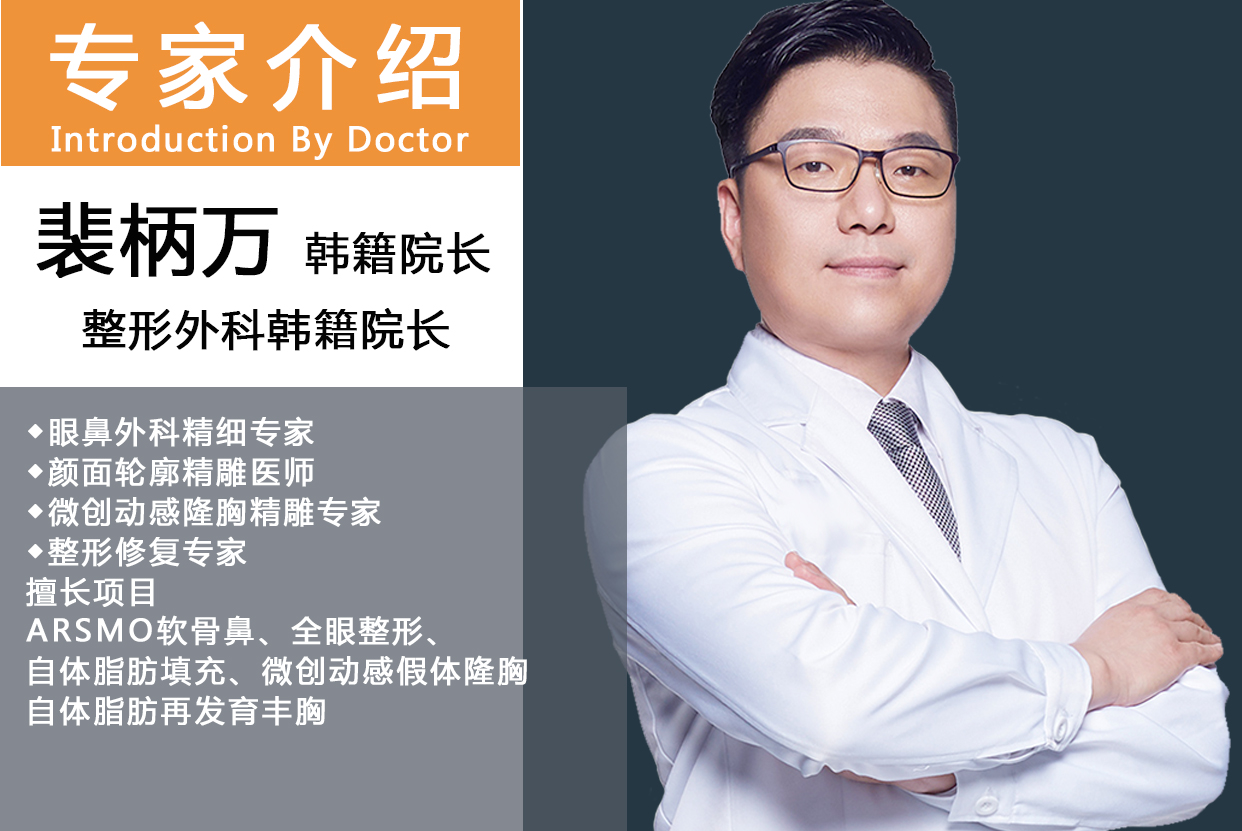 专家介绍
Introduction By Doctor
裴柄万 韩籍院长
整形外科韩籍院长
◆眼鼻外科精细专家
◆颜面轮廓精雕医师
◆微创动感隆胸精雕专家
◆整形修复专家
擅长项目
ARSMO软骨鼻、全眼整形、
自体脂肪填充、微创动感假体隆胸
自体脂肪再发育丰胸